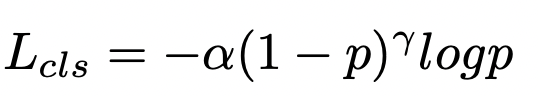 L_{cls} = -α(1 - p)^γ logp